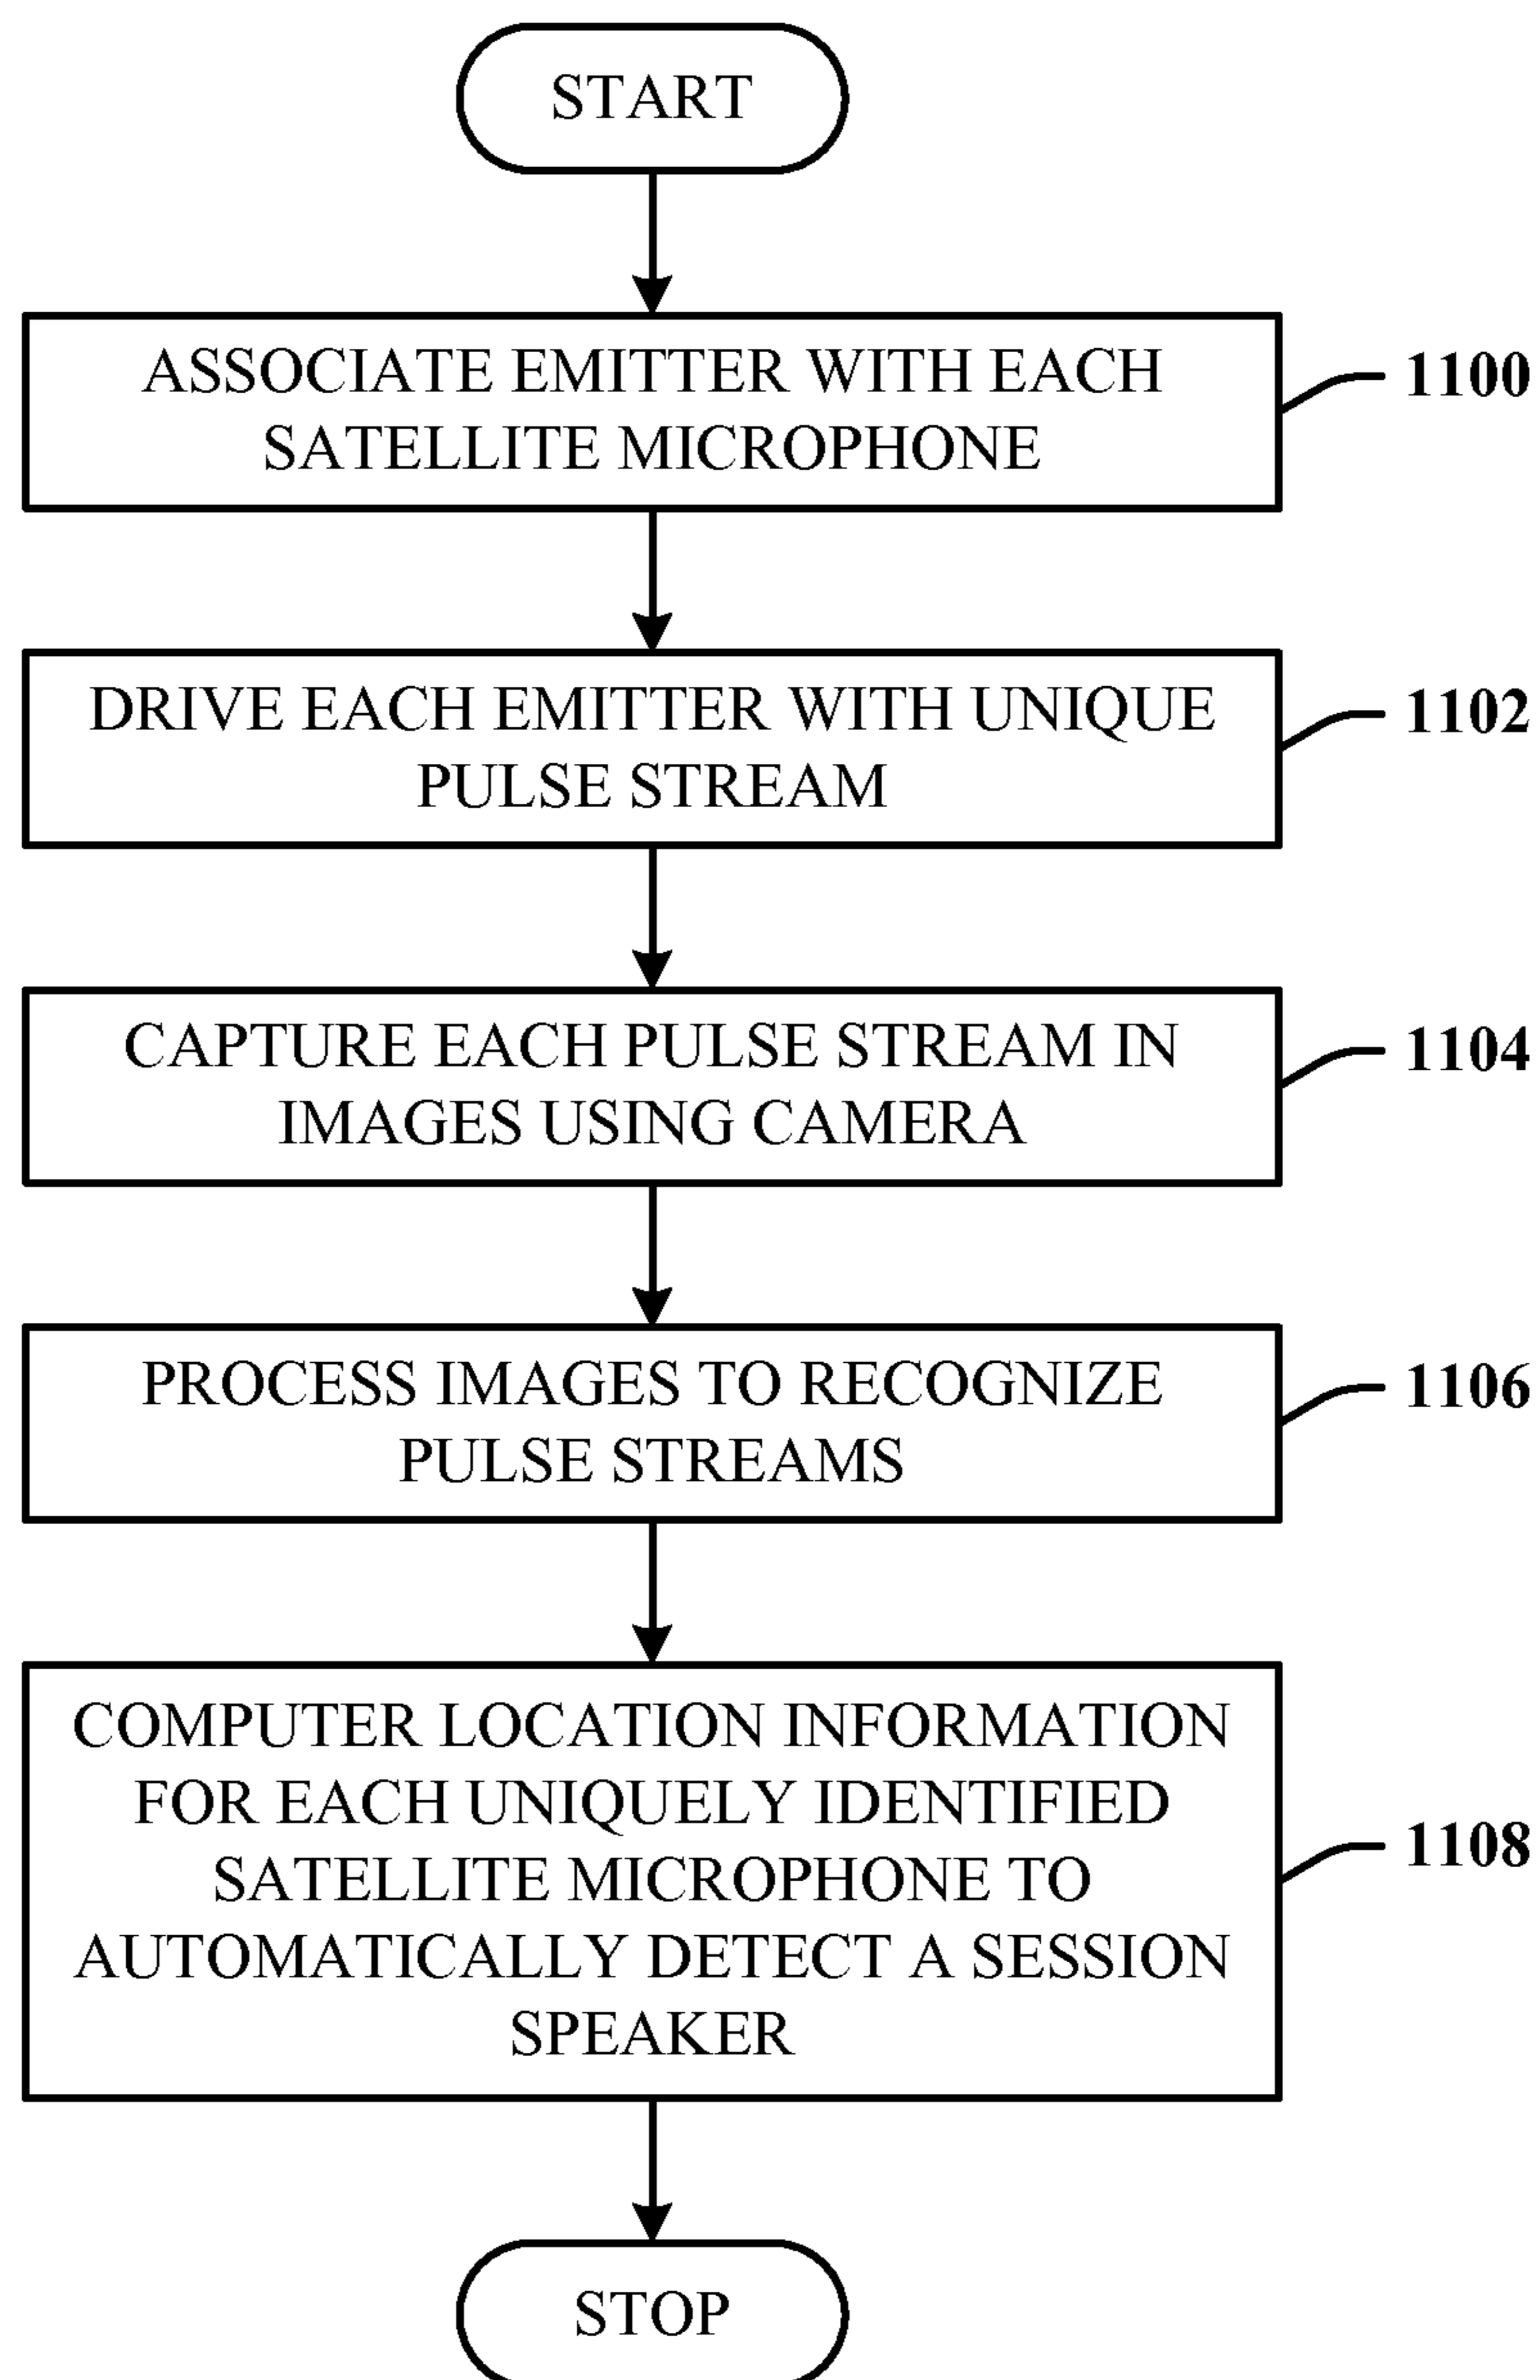 START
ASSOCIATE EMITTER WITH EACH
SATELLITE MICROPHONE
1100
DRIVE EACH EMITTER WITH UNIQUE
PULSE STREAM
1102
CAPTURE EACH PULSE STREAM IN
IMAGES USING CAMERA
1104
PROCESS IMAGES TO RECOGNIZE
PULSE STREAMS
1106
COMPUTER LOCATION INFORMATION
FOR EACH UNIQUELY IDENTIFIED
SATELLITE MICROPHONE TO
AUTOMATICALLY DETECT A SESSION
SPEAKER
1108
STOP